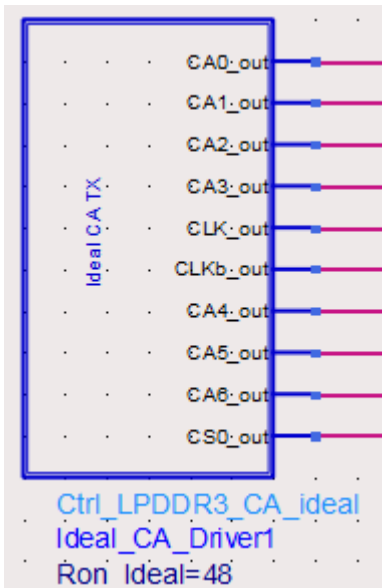 CA0_out
CA1_out
CA2_out
CA3_out
CLK_out
CLKb_out
CA4_out
CA5_out
CA6_out
CS0_out
Ideal CA TX
Ctrl_LPDDR3_CA_ideal
Ideal_CA_Driver1
Ron_Ideal=48